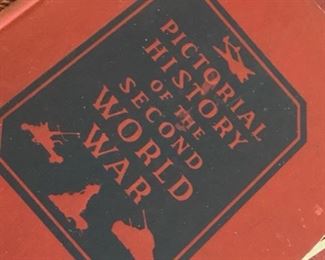 PICTORIAL
HISTORY
OF THE
SECOND
WORLD
WAR